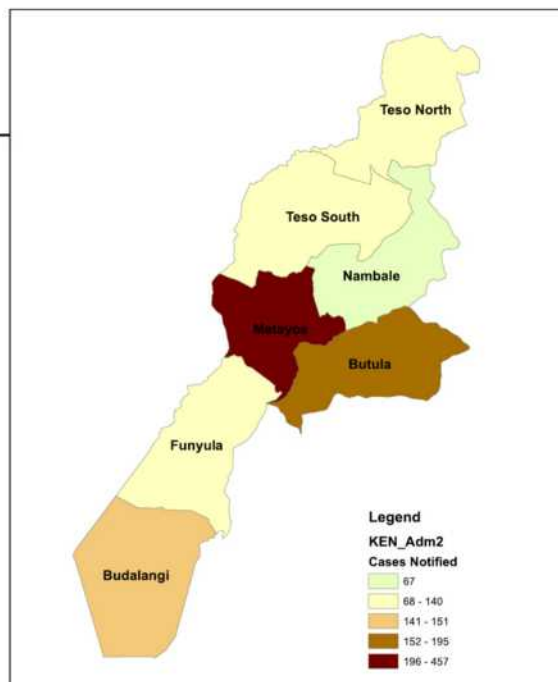 Teso North
Teso South
Nambale
Matayos
Butula
Funyula
Budalangi
Legend
KEN_Adm2
Cases Notified
67
68 - 140
141 - 151
152 - 195
196 - 457